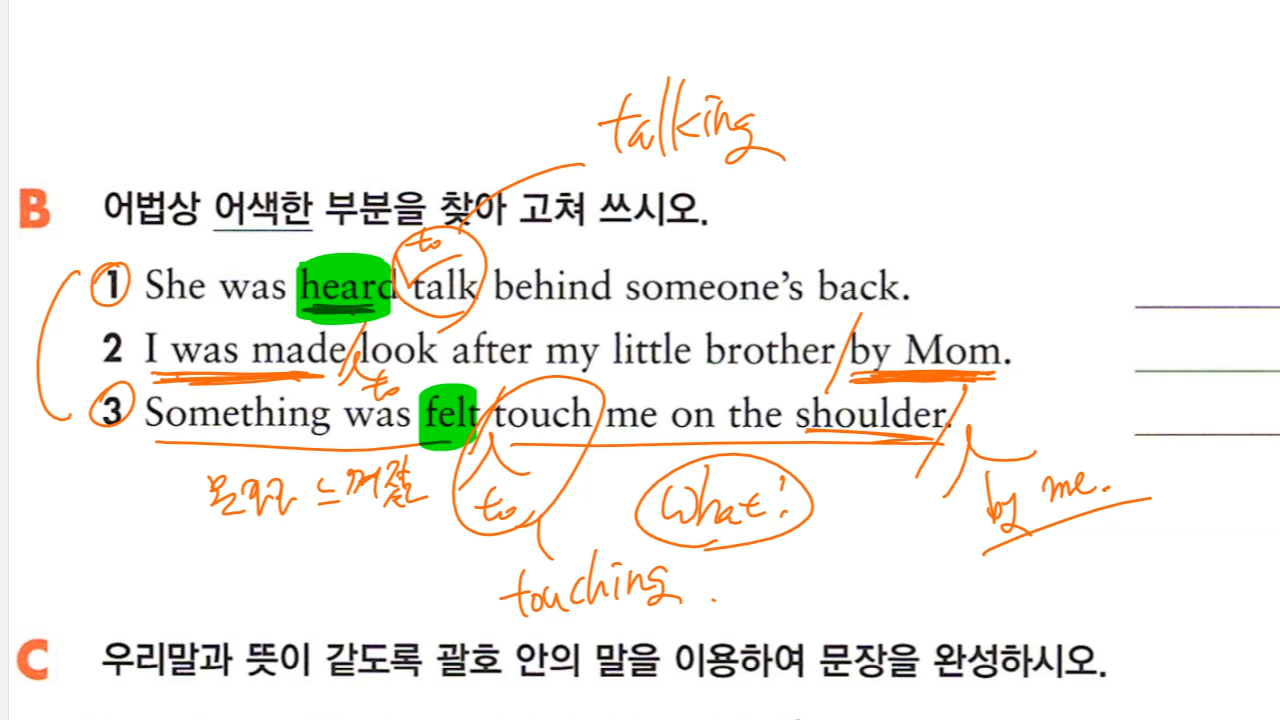 talking
B 어법상 어색한 부분을 찾아 고쳐 쓰시오.
to
1 She was heard talk behind someone's back.
2 I was made look after my little brother by Mom.
to
3 Something was felt touch me on the shoulder.
느껴질
to
what?
by me.
touching.
C 우리말과 뜻이 같도록 괄호 안의 말을 이용하여 문장을 완성하시오.